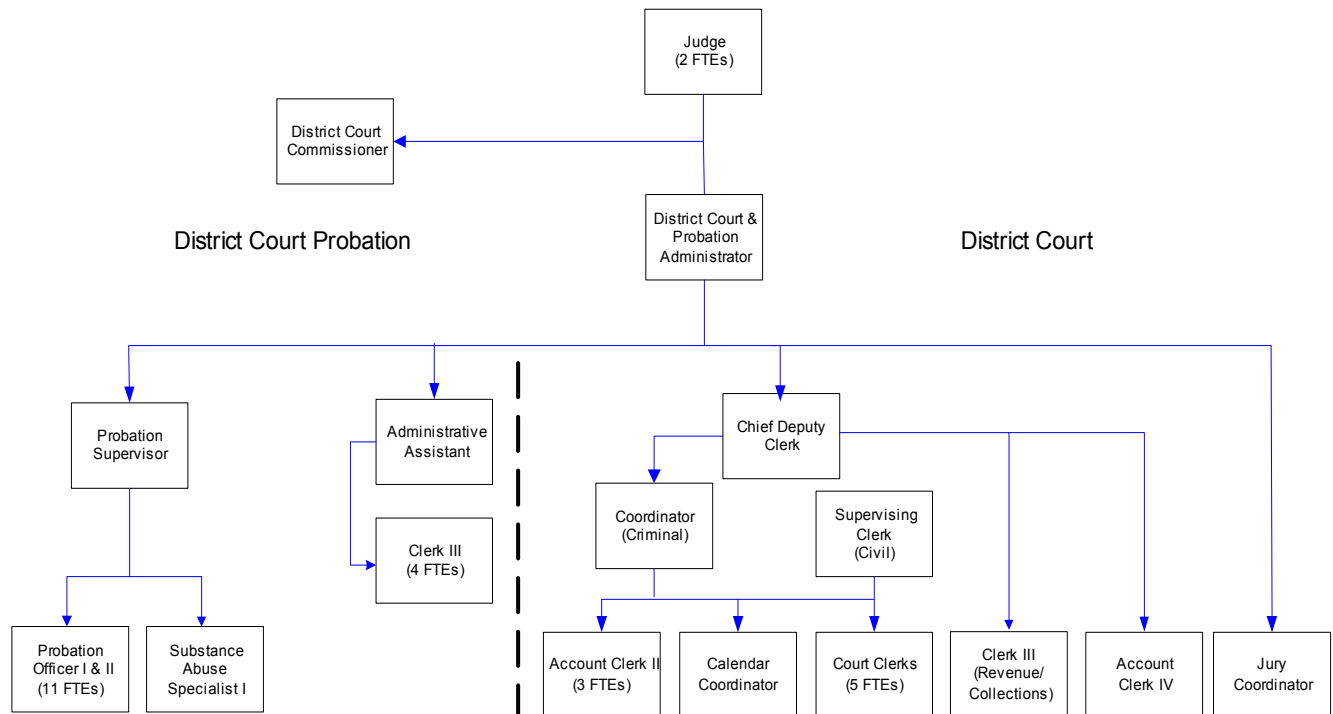 Judge
(2 FTEs)
District Court
Commissioner
District Court &
Probation
Administrator
District Court Probation
District Court
Probation
Supervisor
Administrative
Assistant
Chief Deputy
Clerk
Coordinator
(Criminal)
Supervising
Clerk
(Civil)
Clerk III
(4 FTEs)
Probation
Officer I & II
(11 FTEs)
Substance
Abuse
Specialist I
Account Clerk II
(3 FTEs)
Calendar
Coordinator
Court Clerks
(5 FTEs)
Clerk III
(Revenue/
Collections)
Account
Clerk IV
Jury
Coordinator